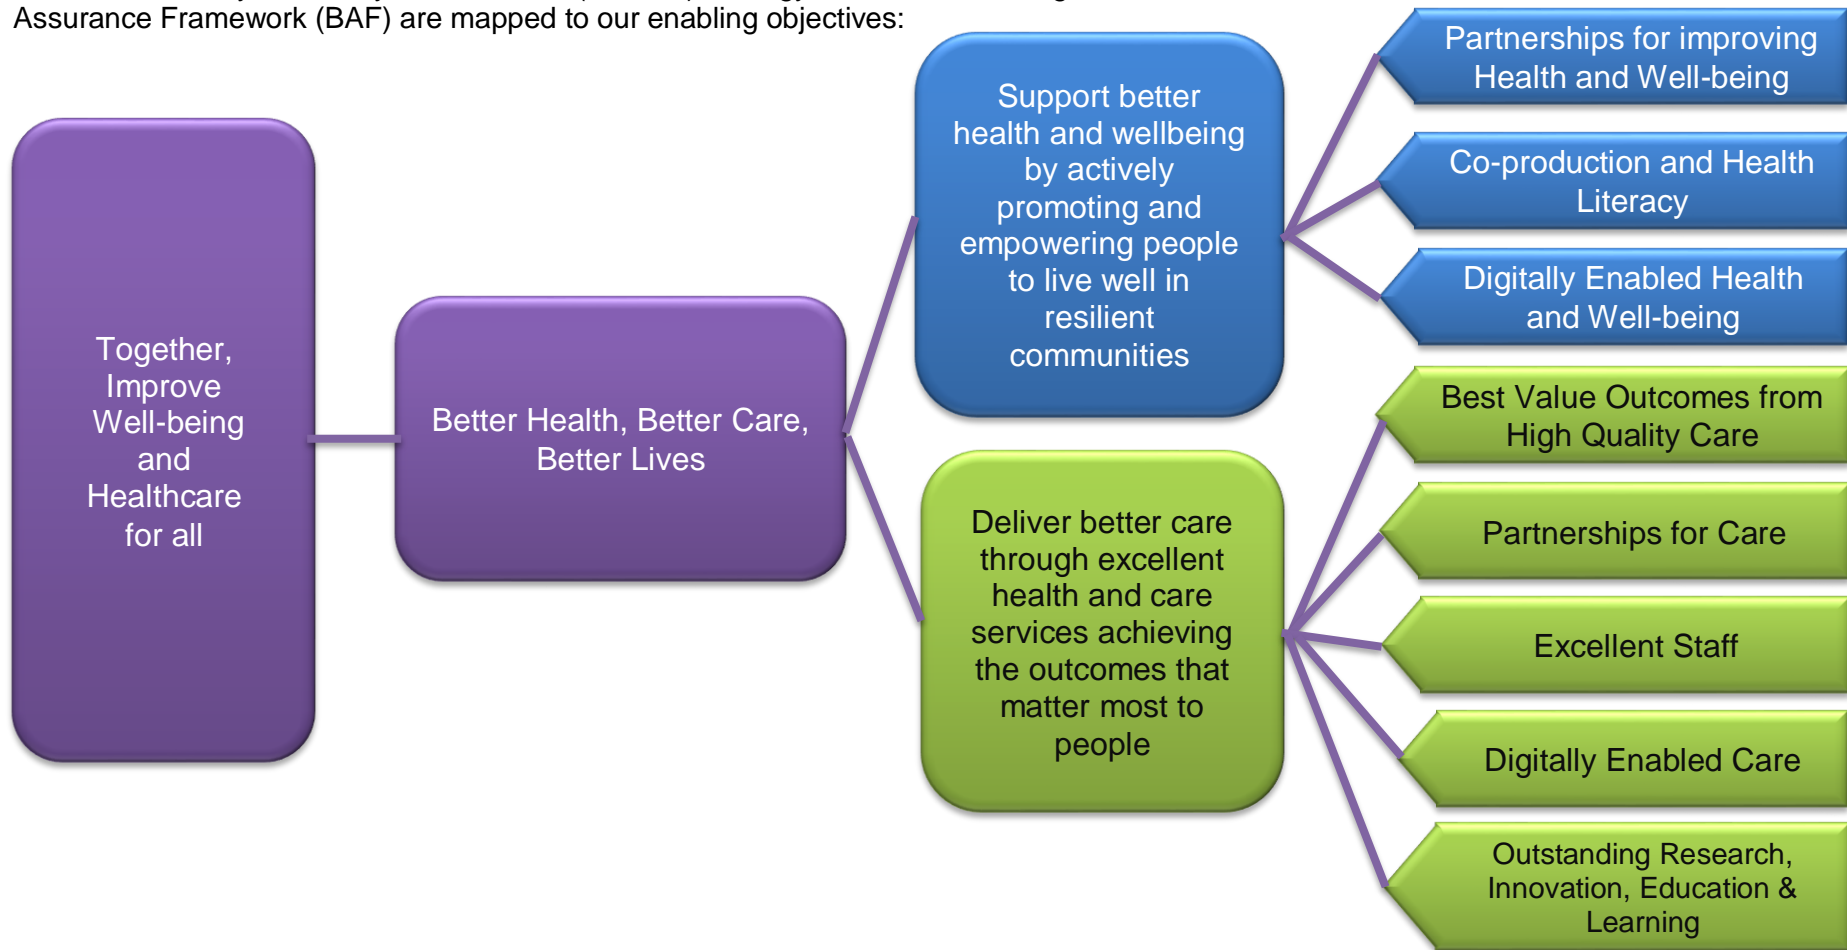 Assurance Framework (BAF) are mapped to our enabling objectives:
Together,
Improve
Well-being
and
Healthcare
for all
Better Health, Better Care,
Better Lives
Support better
health and wellbeing
by actively
promoting and
empowering people
to live well in
resilient
communities
Deliver better care
through excellent
health and care
services achieving
the outcomes that
matter most to
people
Partnerships for improving
Health and Well-being
Co-production and Health
Literacy
Digitally Enabled Health
and Well-being
Best Value Outcomes from
High Quality Care
Partnerships for Care
Excellent Staff
Digitally Enabled Care
Outstanding Research,
Innovation, Education &
Learning